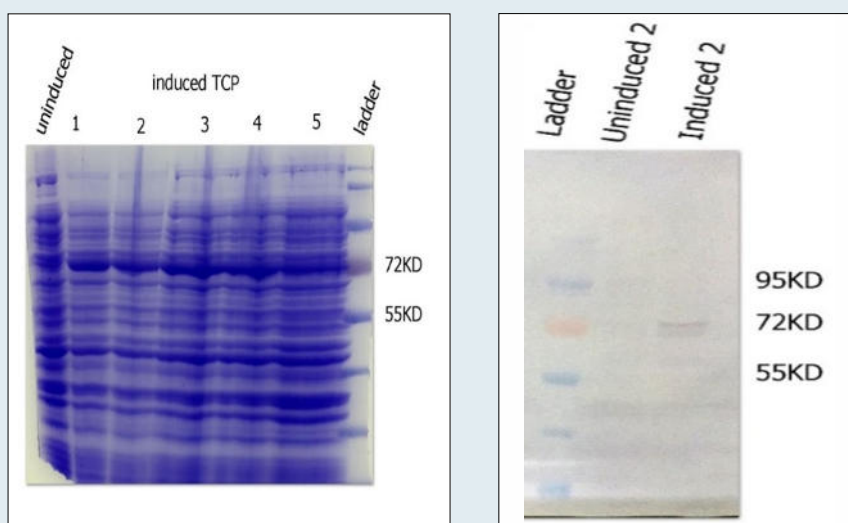 uninduced
induced TCP
1 2 3 4 5
ladder
72KD
55KD
Ladder
Uninduced 2
Induced 2
95KD
72KD
55KD